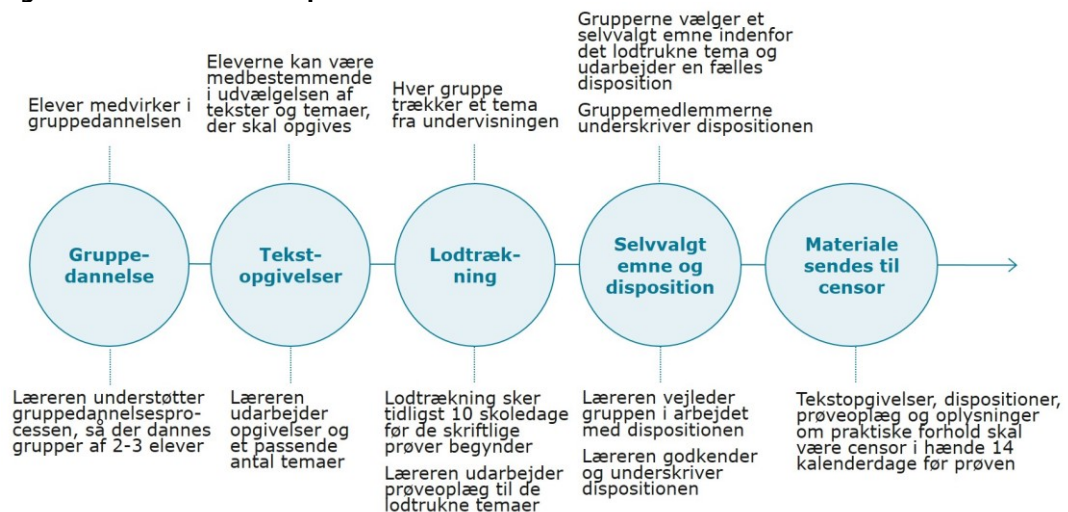 Elever medvirker i
gruppedannelsen
Eleverne kan være
medbestemmende
i udvælgelsen af
tekster og temaer,
der skal opgives
Hver gruppe
trækker et tema
fra undervisningen
Grupperne vælger et
selvvalgt emne indenfor
det lodtrukne tema og
udarbejder en fælles
disposition
Gruppemedlemmerne
underskriver dispositionen
Gruppe-
dannelse
Tekst-
opgivelser
Lodtræk-
ning
Selvvalgt
emne og
disposition
Materiale
sendes til
censor
Læreren understøtter
gruppedannelsespro-
cessen, så der dannes
grupper af 2-3 elever
Læreren
udarbejder
opgivelser og
et passende
antal temaer
Lodtrækning sker
tidligst 10 skoledage
før de skriftlige
prøver begynder
Læreren udarbejder
prøveoplæg til de
lodtrukne temaer
Læreren vejleder
gruppen i arbejdet
med dispositionen
Læreren godkender
og underskriver
dispositionen
Tekstopgivelser, dispositioner,
prøveoplæg og oplysninger
om praktiske forhold skal
være censor i hænde 14
kalenderdage før prøven